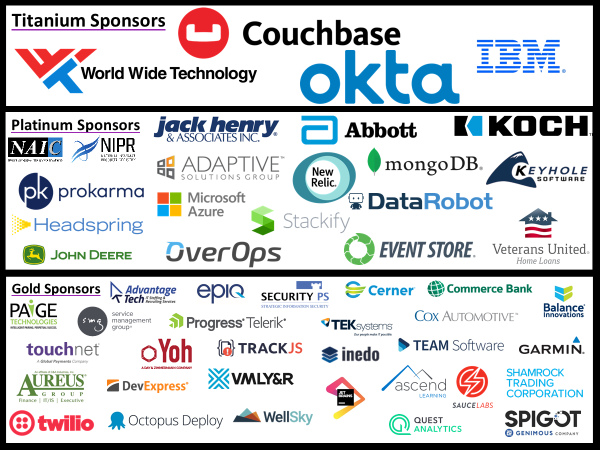 Titanium Sponsors
World Wide Technology
Couchbase
okta
IBM
Platinum Sponsors
NAIC
NIPR
jack henry
& ASSOCIATES INC.
Abbott
KOCH
ADAPTIVE
SOLUTIONS GROUP
New
Relic.
mongoDB
KEYHOLE
SOFTWARE
pk
prokarma
Microsoft
Azure
DataRobot
Headspring
Stackify
JOHN DEERE
OverOps
EVENT STORE
Veterans United
Home Loans
Gold Sponsors
PAiGE
TECHNOLOGIES
Advantage
Tech
IT Staffing &
Recruiting Services
epiq
SECURITY PS
STRATEGIC INFORMATION SECURITY
Cerner
Commerce Bank
Balance
Innovations
smg
service
management
group
Progress Telerik
TEKsystems
COX AUTOMOTIVE
touchnet
A Global Payments Company
Yoh
A DAY & ZIMMERMANN COMPANY
TRACKJS
inedo
TEAM Software
GARMIN
AUREUS
GROUP
Finance | IT/IS | Executive
DevExpress
VMLY&R
JET
BRAINS
ascend
LEARNING
SAUCELABS
SHAMROCK
TRADING
CORPORATION
twilio
Octopus Deploy
WellSky
QUEST
ANALYTICS
SPIGOT
GENIMOUS COMPANY